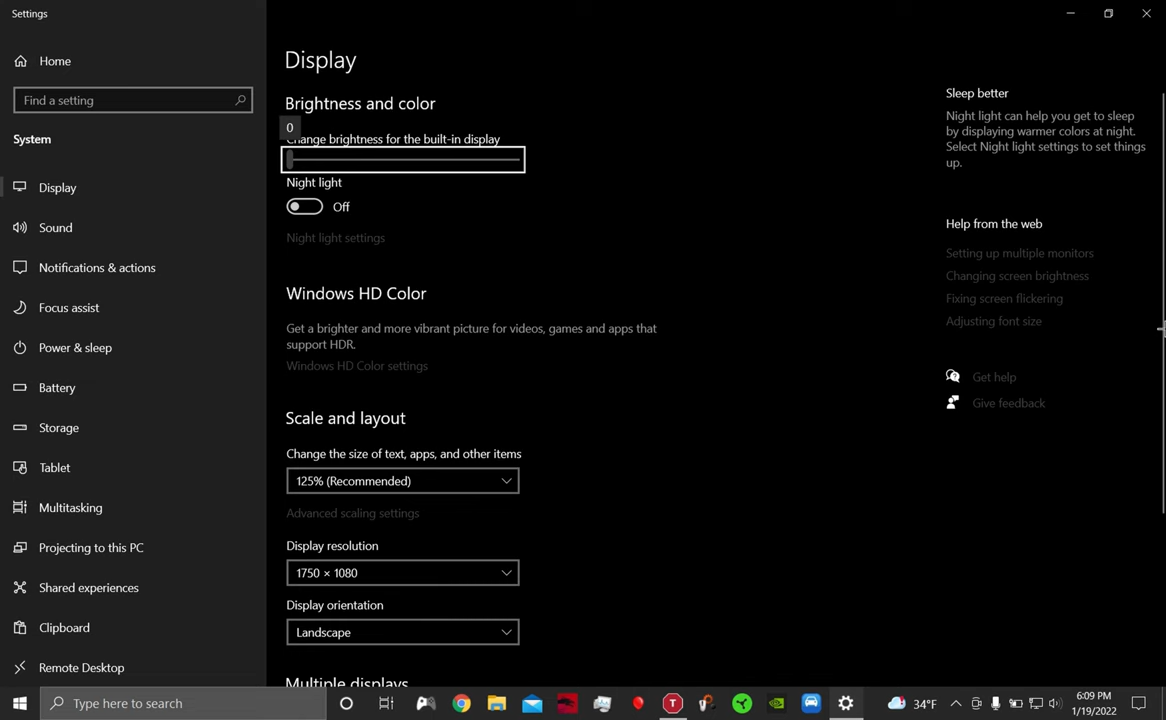 Settings
Home
Find a setting
System
Display
Sound
Notifications & actions
Focus assist
Power & sleep
Battery
Storage
Tablet
Multitasking
Projecting to this PC
Shared experiences
Clipboard
Remote Desktop
Display
Brightness and color
0
Change brightness for the built-in display
Night light
Off
Night light settings
Windows HD Color
Get a brighter and more vibrant picture for videos, games and apps that
support HDR.
Windows HD Color settings
Scale and layout
Change the size of text, apps, and other items
125% (Recommended)
Advanced scaling settings
Display resolution
1750 × 1080
Display orientation
Landscape
Multiple displays
Sleep better
Night light can help you get to sleep
by displaying warmer colors at night.
Select Night light settings to set things
up.
Help from the web
Setting up multiple monitors
Changing screen brightness
Fixing screen flickering
Adjusting font size
Get help
Give feedback
Type here to search
34°F
6:09 PM
1/19/2022